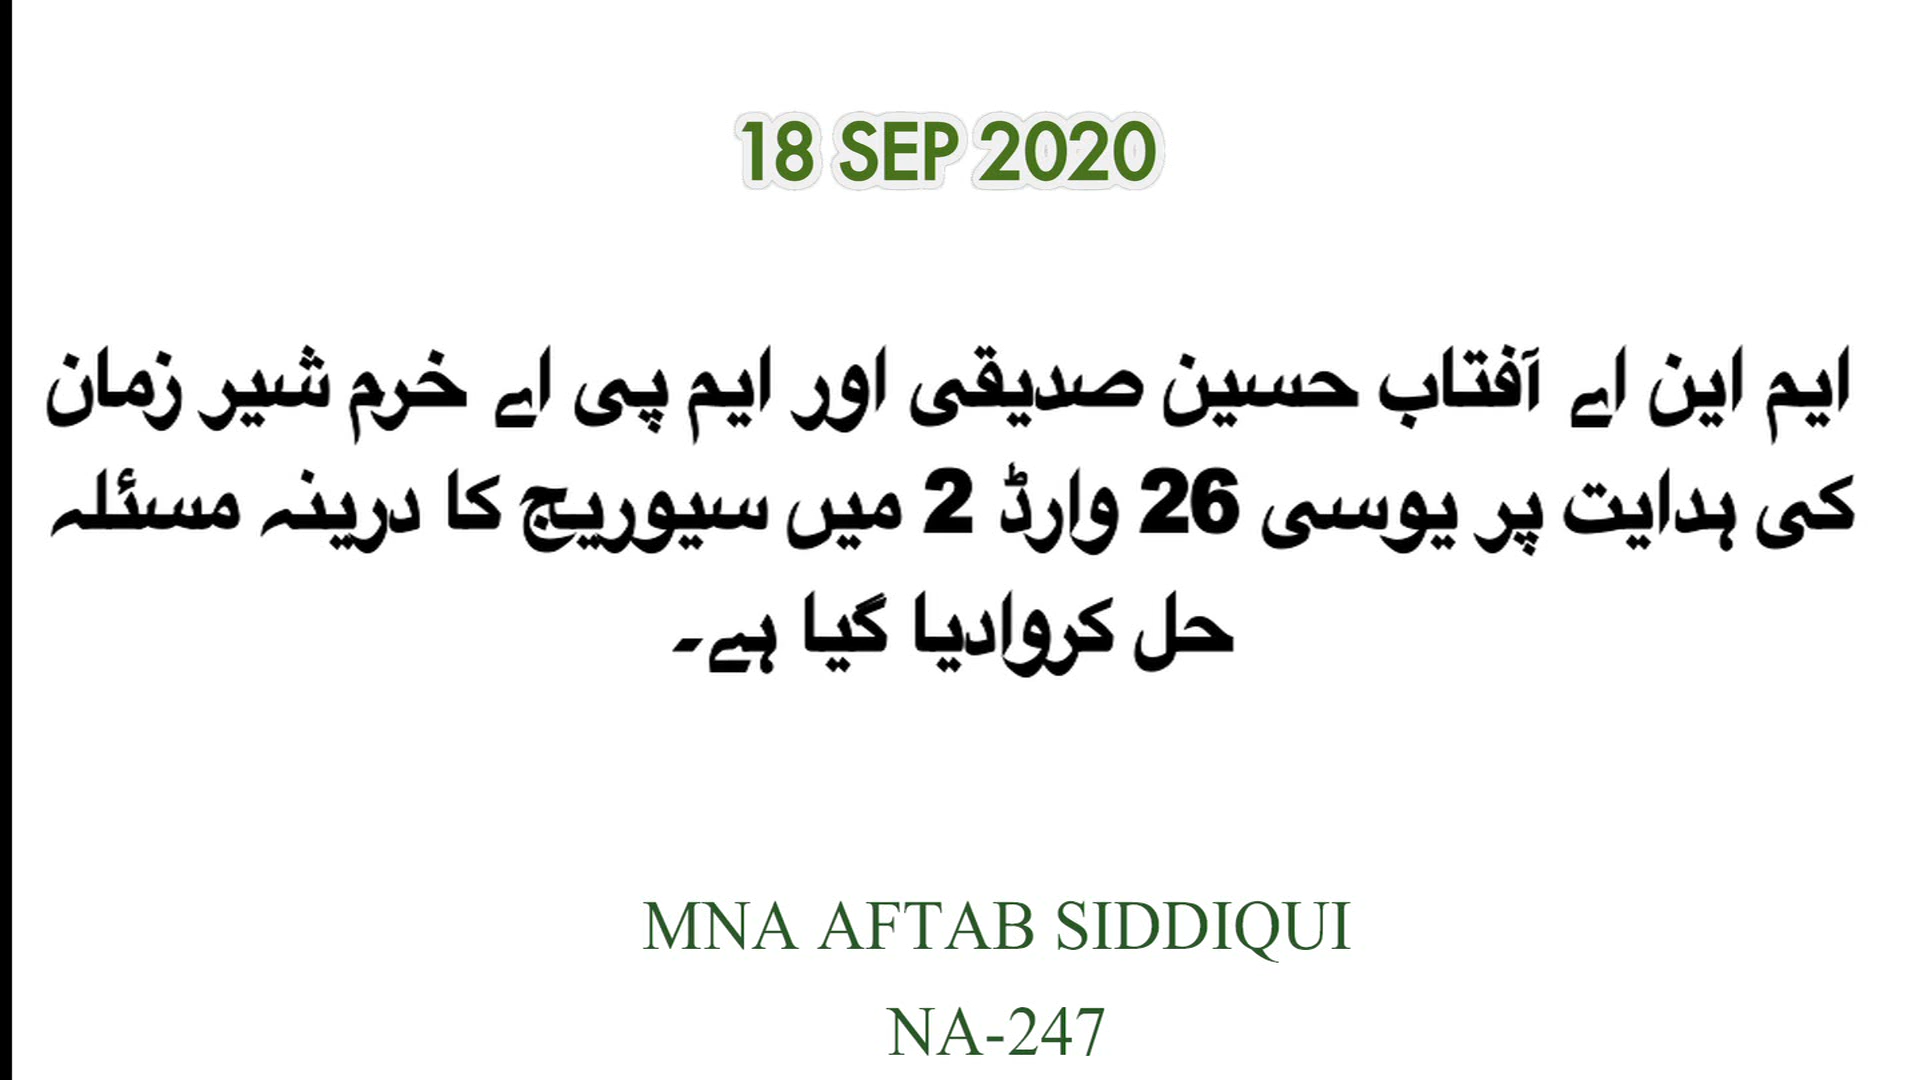 18 SEP 2020
ایم این اے آفتاب حسین صدیقی اور ایم پی اے خرم شیر زمان
کی ہدایت پر یوسی 26 وارڈ 2 میں سیوریج کا درینہ مسئلہ
حل کروادیا گیا ہے۔
MNA AFTAB SIDDIQUI
NA-247